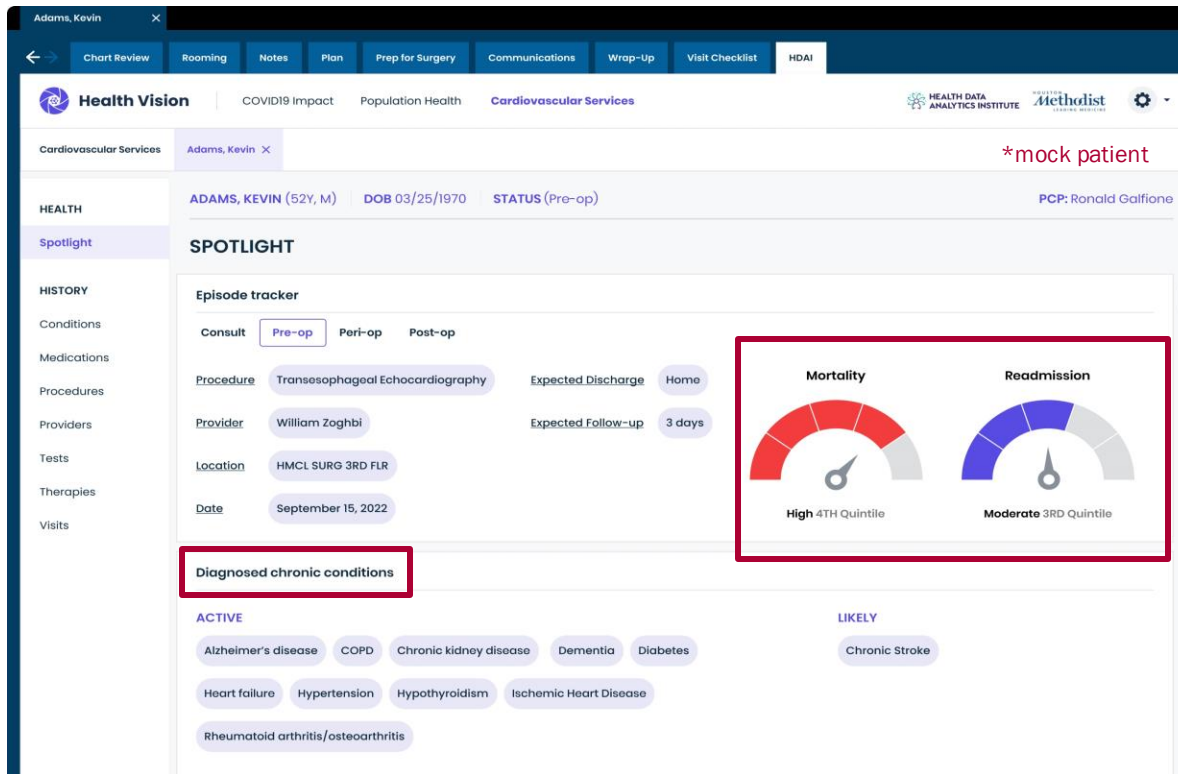 Adams, Kevin ×
Chart Review Rooming Notes Plan Prep for Surgery Communications Wrap-Up Visit Checklist HDAI
Health Vision COVID19 Impact Population Health Cardiovascular Services HEALTH DATA ANALYTICS INSTITUTE HOUSTON Methodist LEADING MEDICINE
Cardiovascular Services Adams, Kevin ×
*mock patient
ADAMS, KEVIN (52Y, M) DOB 03/25/1970 STATUS (Pre-op) PCP: Ronald Galfione
HEALTH
Spotlight
HISTORY
Conditions
Medications
Procedures
Providers
Tests
Therapies
Visits
SPOTLIGHT
Episode tracker
Consult Pre-op Peri-op Post-op
Procedure Transesophageal Echocardiography Expected Discharge Home
Provider William Zoghbi Expected Follow-up 3 days
Location HMCL SURG 3RD FLR
Date September 15, 2022
Mortality
High 4TH Quintile
Readmission
Moderate 3RD Quintile
Diagnosed chronic conditions
ACTIVE
Alzheimer's disease COPD Chronic kidney disease Dementia Diabetes
Heart failure Hypertension Hypothyroidism Ischemic Heart Disease
Rheumatoid arthritis/osteoarthritis
LIKELY
Chronic Stroke